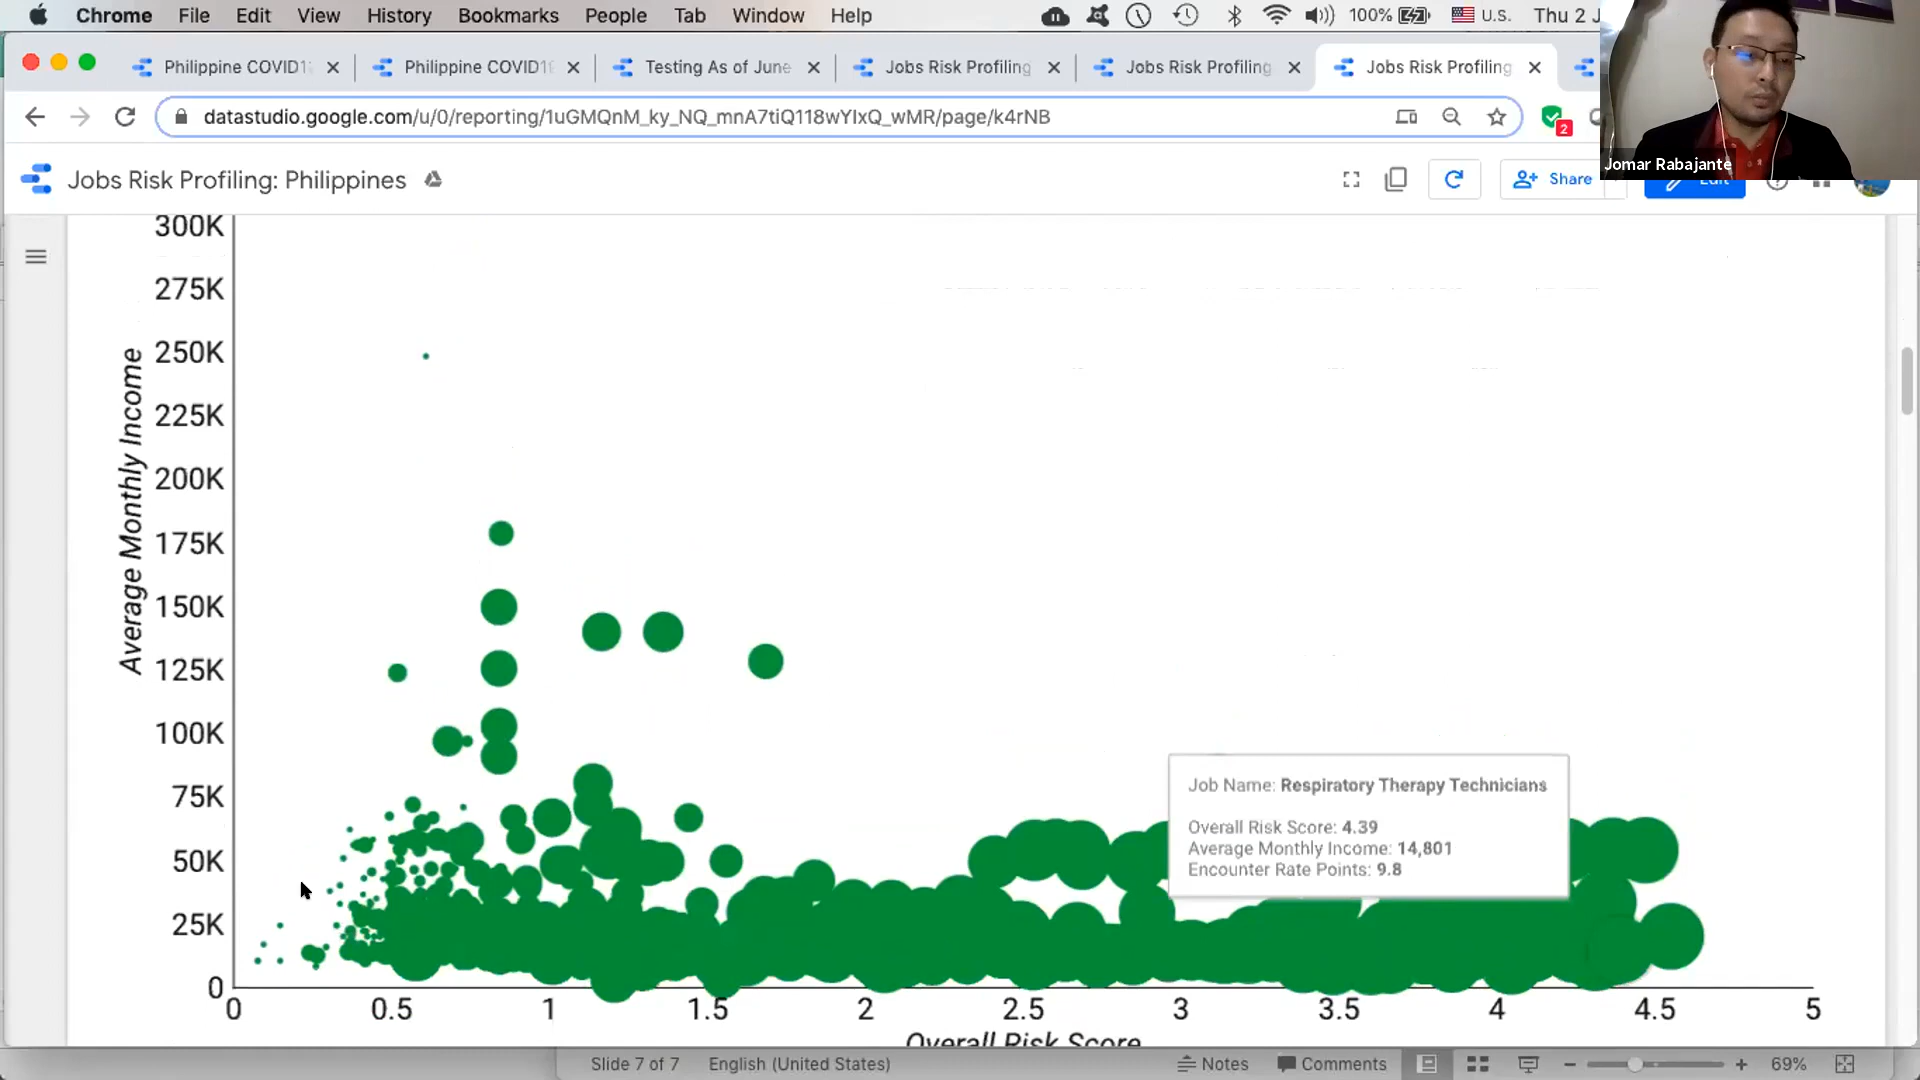 Chrome File Edit View History Bookmarks People Tab Window Help 100% U.S. Thu 2 J
Philippine COVID1 Philippine COVID19 Testing As of June Jobs Risk Profiling Jobs Risk Profiling Jobs Risk Profiling
datastudio.google.com/u/0/reporting/1uGMQnM_ky_NQ_mnA7tiQ118wYIxQ_wMR/page/k4rNB
2
Jomar Rabajante
Jobs Risk Profiling: Philippines
Share
Edit
Average Monthly Income
300K
275K
250K
225K
200K
175K
150K
125K
100K
75K
50K
25K
0
Job Name: Respiratory Therapy Technicians
Overall Risk Score: 4.39
Average Monthly Income: 14,801
Encounter Rate Points: 9.8
0 0.5 1 1.5 2 2.5 3 3.5 4 4.5 5
Overall Risk Score
Slide 7 of 7 English (United States) Notes Comments 69%